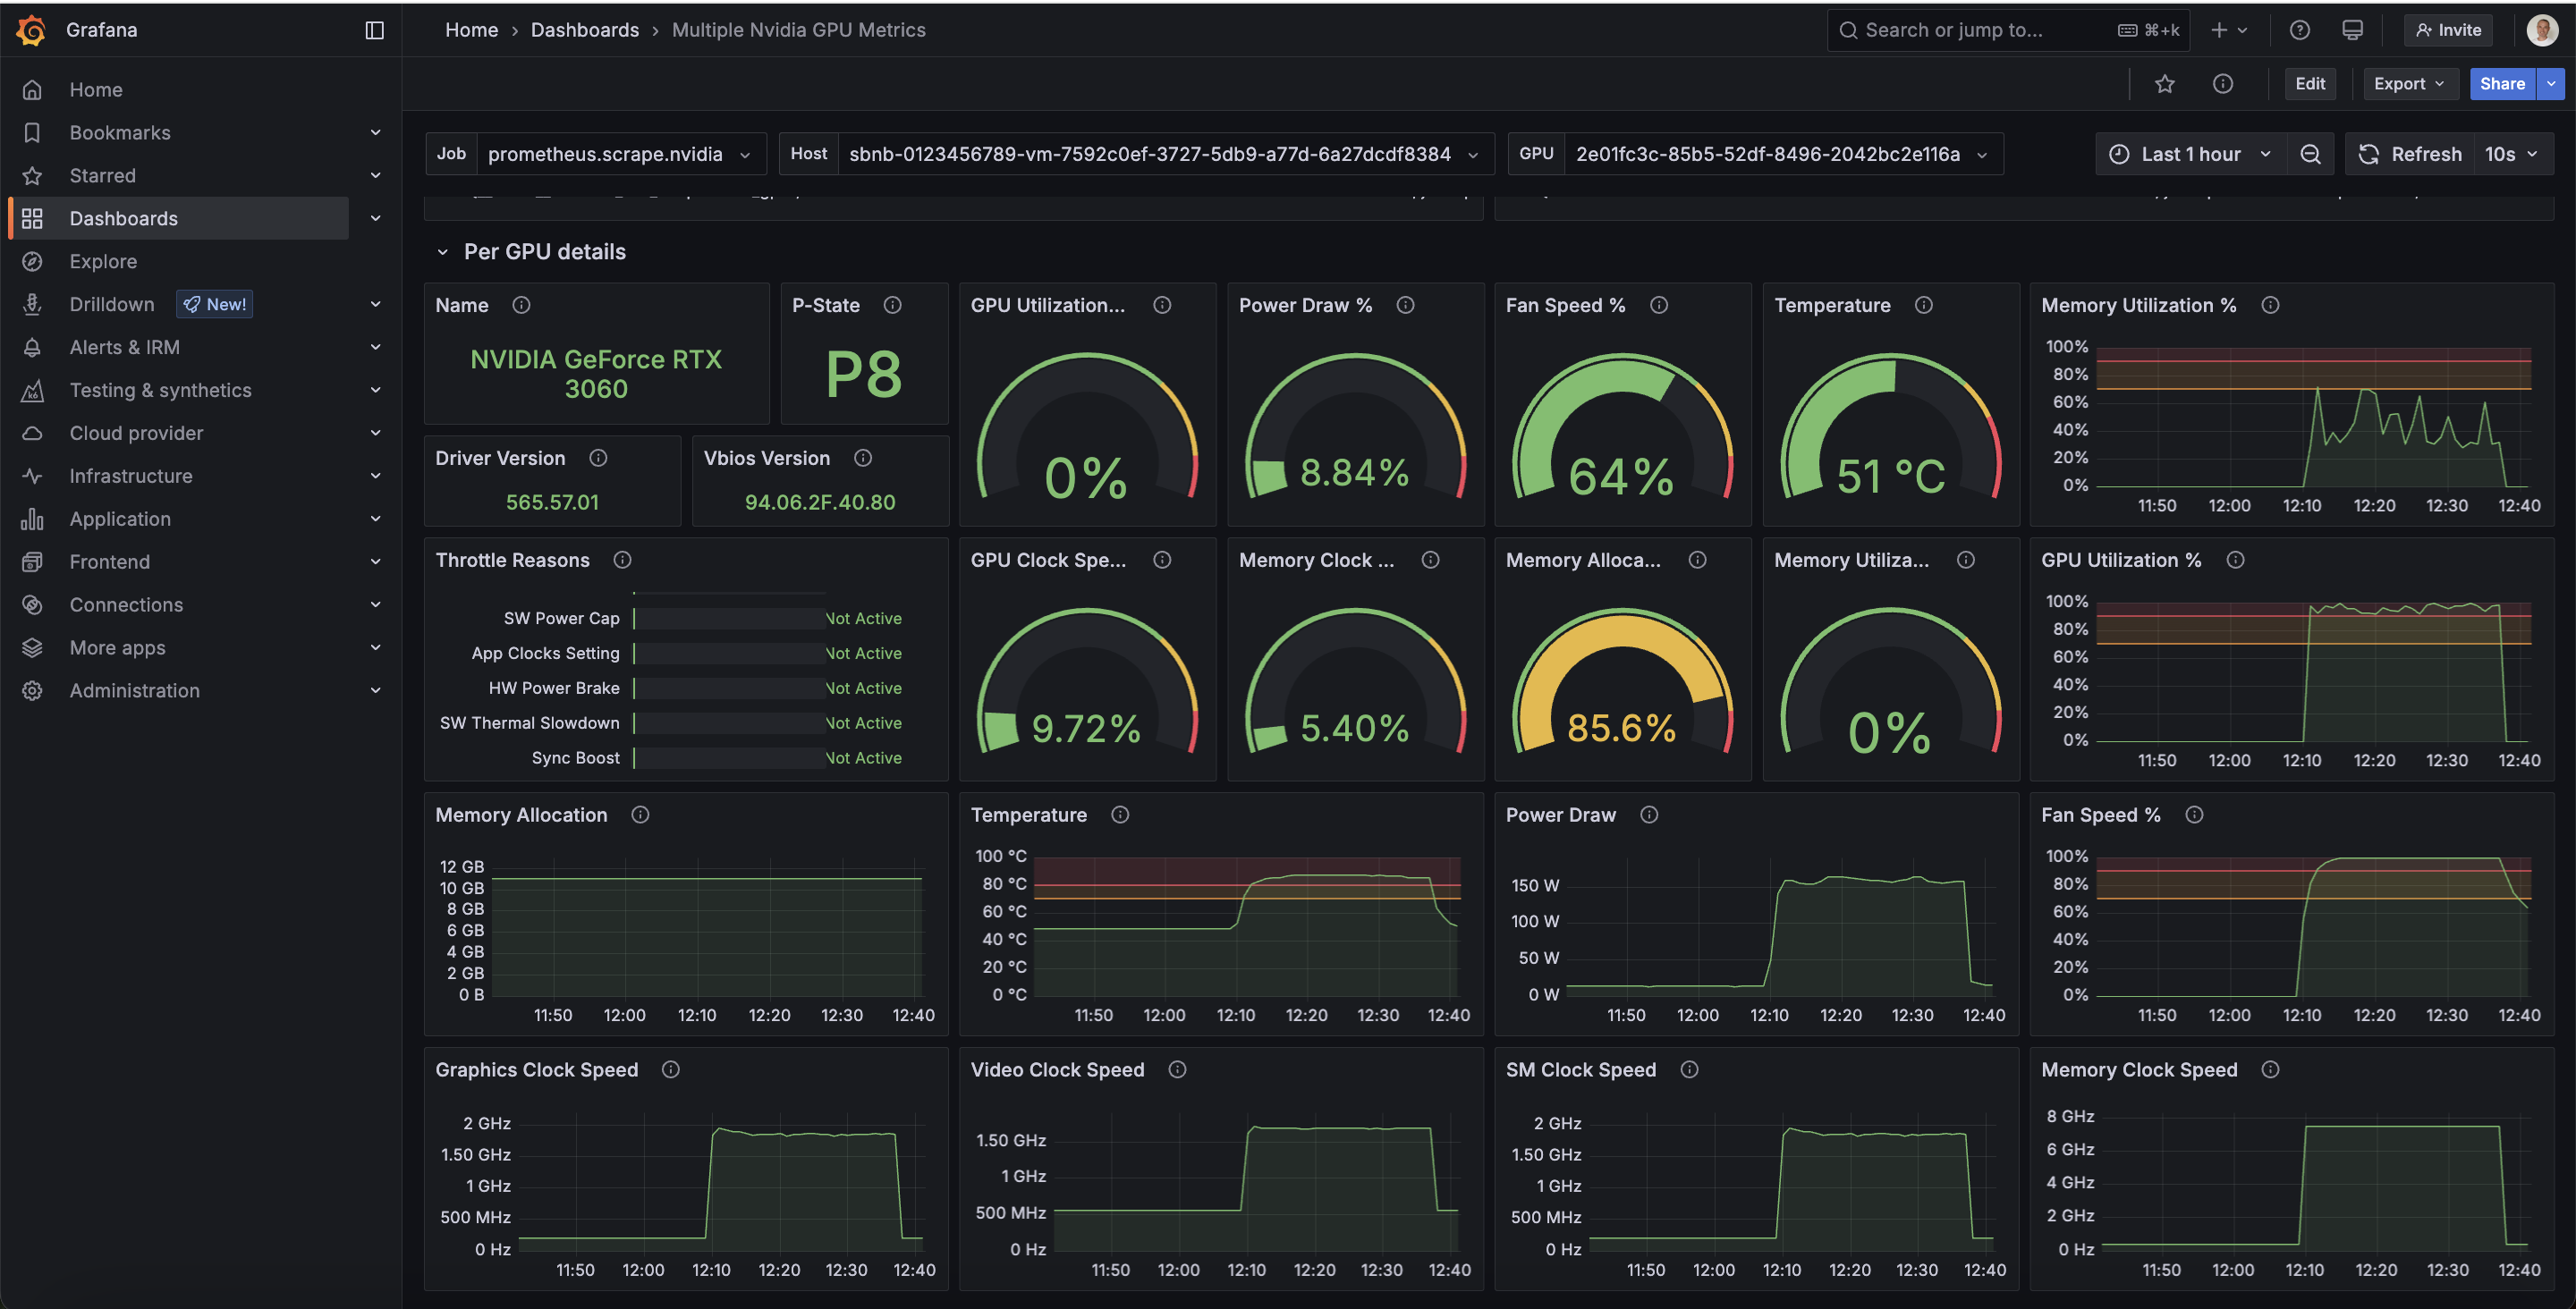 Grafana
Home › Dashboards › Multiple Nvidia GPU Metrics
Search or jump to... ⌘+k
Invite
Edit
Export
Share
Home
Bookmarks
Starred
Dashboards
Explore
Drilldown New!
Alerts & IRM
Testing & synthetics
Cloud provider
Infrastructure
Application
Frontend
Connections
More apps
Administration
Job prometheus.scrape.nvidia
Host sbnb-0123456789-vm-7592c0ef-3727-5db9-a77d-6a27dcdf8384
GPU 2e01fc3c-85b5-52df-8496-2042bc2e116a
Last 1 hour
Refresh 10s
Per GPU details
Name
NVIDIA GeForce RTX
3060
P-State
P8
Driver Version
565.57.01
Vbios Version
94.06.2F.40.80
GPU Utilization...
0%
Power Draw %
8.84%
Fan Speed %
64%
Temperature
51 °C
Memory Utilization %
100%
80%
60%
40%
20%
0%
11:50 12:00 12:10 12:20 12:30 12:40
Throttle Reasons
SW Power Cap Not Active
App Clocks Setting Not Active
HW Power Brake Not Active
SW Thermal Slowdown Not Active
Sync Boost Not Active
GPU Clock Spe...
9.72%
Memory Clock ...
5.40%
Memory Alloca...
85.6%
Memory Utiliza...
0%
GPU Utilization %
100%
80%
60%
40%
20%
0%
11:50 12:00 12:10 12:20 12:30 12:40
Memory Allocation
12 GB
10 GB
8 GB
6 GB
4 GB
2 GB
0 B
11:50 12:00 12:10 12:20 12:30 12:40
Temperature
100 °C
80 °C
60 °C
40 °C
20 °C
0 °C
11:50 12:00 12:10 12:20 12:30 12:40
Power Draw
150 W
100 W
50 W
0 W
11:50 12:00 12:10 12:20 12:30 12:40
Fan Speed %
100%
80%
60%
40%
20%
0%
11:50 12:00 12:10 12:20 12:30 12:40
Graphics Clock Speed
2 GHz
1.50 GHz
1 GHz
500 MHz
0 Hz
11:50 12:00 12:10 12:20 12:30 12:40
Video Clock Speed
1.50 GHz
1 GHz
500 MHz
0 Hz
11:50 12:00 12:10 12:20 12:30 12:40
SM Clock Speed
2 GHz
1.50 GHz
1 GHz
500 MHz
0 Hz
11:50 12:00 12:10 12:20 12:30 12:40
Memory Clock Speed
8 GHz
6 GHz
4 GHz
2 GHz
0 Hz
11:50 12:00 12:10 12:20 12:30 12:40